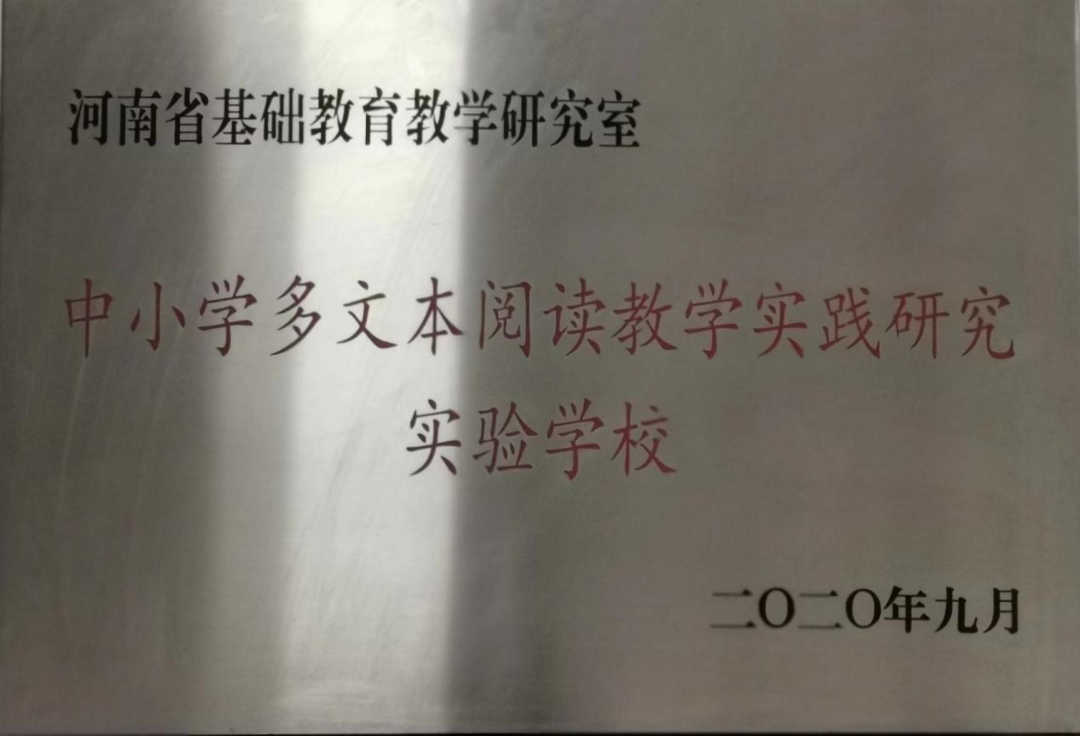 河南省基础教育教学研究室
中小学多文本阅读教学实践研究
实验学校
二〇二〇年九月